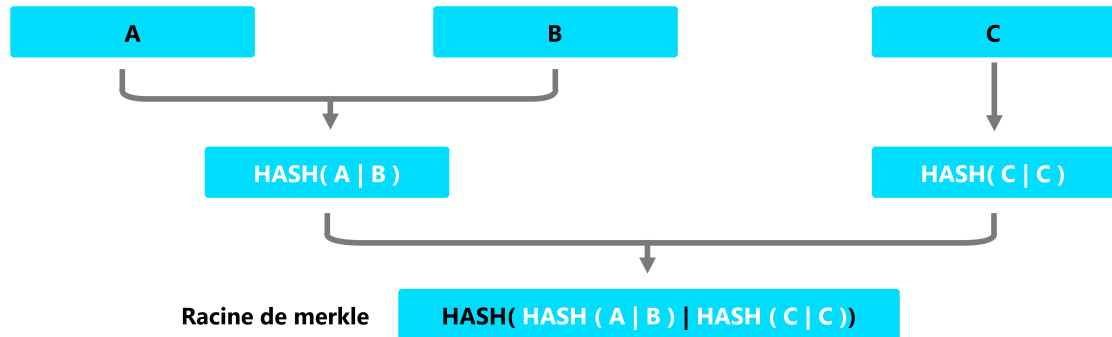 A
B
C
HASH( A | B )
HASH( C | C )
Racine de merkle
HASH( HASH ( A | B ) | HASH ( C | C ))